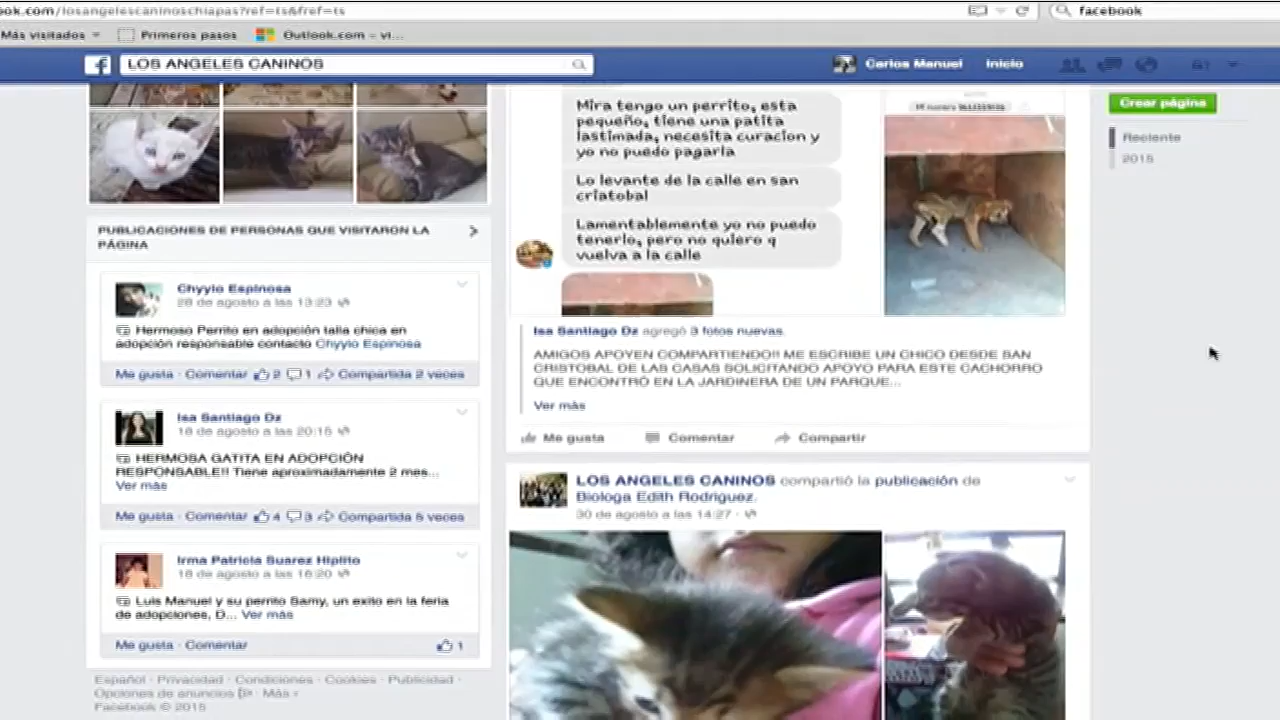 ook.com/losangelescaninoschiapas?ref=ts&fref=ts
facebook
Más visitados
Primeros pasos
Outlook.com - vi...
LOS ANGELES CANINOS
Carlos Manuel
Inicio
Crear página
Reciente
2015
Mira tengo un perrito, esta
pequeño, tiene una patita
lastimada, necesita curacion y
yo no puedo pagarla
Lo levante de la calle en san
criatobal
Lamentablemente yo no puedo
tenerlo, pero no quiero q
vuelva a la calle
Isa Santiago Dz agregó 3 fotos nuevas.
AMIGOS APOYEN COMPARTIENDO!! ME ESCRIBE UN CHICO DESDE SAN
CRISTOBAL DE LAS CASAS SOLICITANDO APOYO PARA ESTE CACHORRO
QUE ENCONTRÓ EN LA JARDINERA DE UN PARQUE...
Ver más
Me gusta Comentar Compartir
LOS ANGELES CANINOS compartió la publicación de
Biologa Edith Rodriguez.
30 de agosto a las 14:27 ·
PUBLICACIONES DE PERSONAS QUE VISITARON LA
PÁGINA
Chyyio Espinosa
28 de agosto a las 13:23
Hermoso Perrito en adopción talla chica en
adopción responsable contacto Chyyio Espinosa
Me gusta · Comentar 2 1 Compartida 2 veces
Isa Santiago Dz
18 de agosto a las 20:15
HERMOSA GATITA EN ADOPCIÓN
RESPONSABLE!! Tiene aproximadamente 2 mes...
Ver más
Me gusta · Comentar 4 3 Compartida 5 veces
Irma Patricia Suarez Hiplito
18 de agosto a las 16:20
Luis Manuel y su perrito Samy, un exito en la feria
de adopciones, D... Ver más
Me gusta · Comentar 1
Español · Privacidad · Condiciones · Cookies · Publicidad ·
Opciones de anuncios · Más
Facebook © 2015